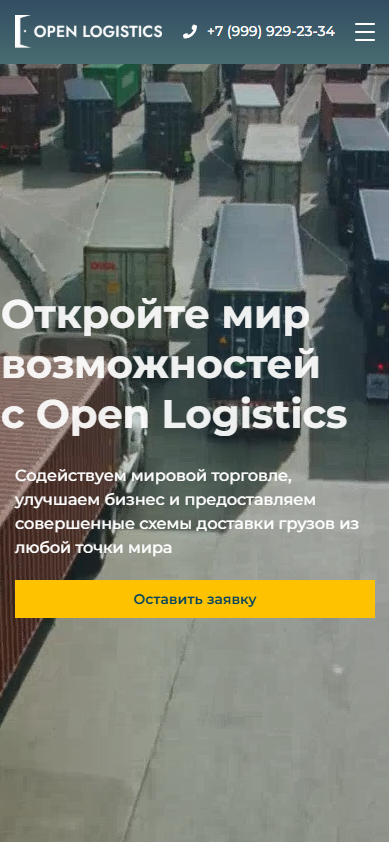 OPEN LOGISTICS
+7 (999) 929-23-34
Откройте мир
возможностей
с Open Logistics
Содействуем мировой торговле,
улучшаем бизнес и предоставляем
совершенные схемы доставки грузов из
любой точки мира
Оставить заявку